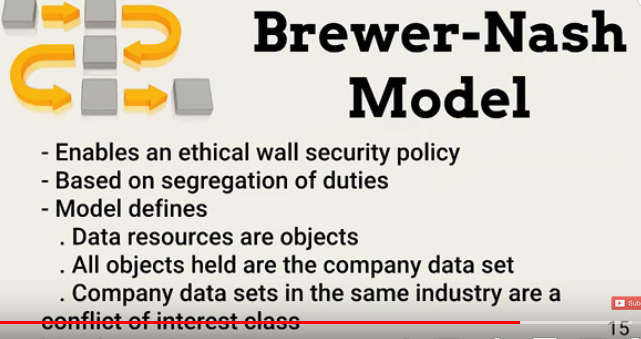 Brewer-Nash
Model
- Enables an ethical wall security policy
- Based on segregation of duties
- Model defines
. Data resources are objects
. All objects held are the company data set
. Company data sets in the same industry are a
conflict of interest class
Sub
15